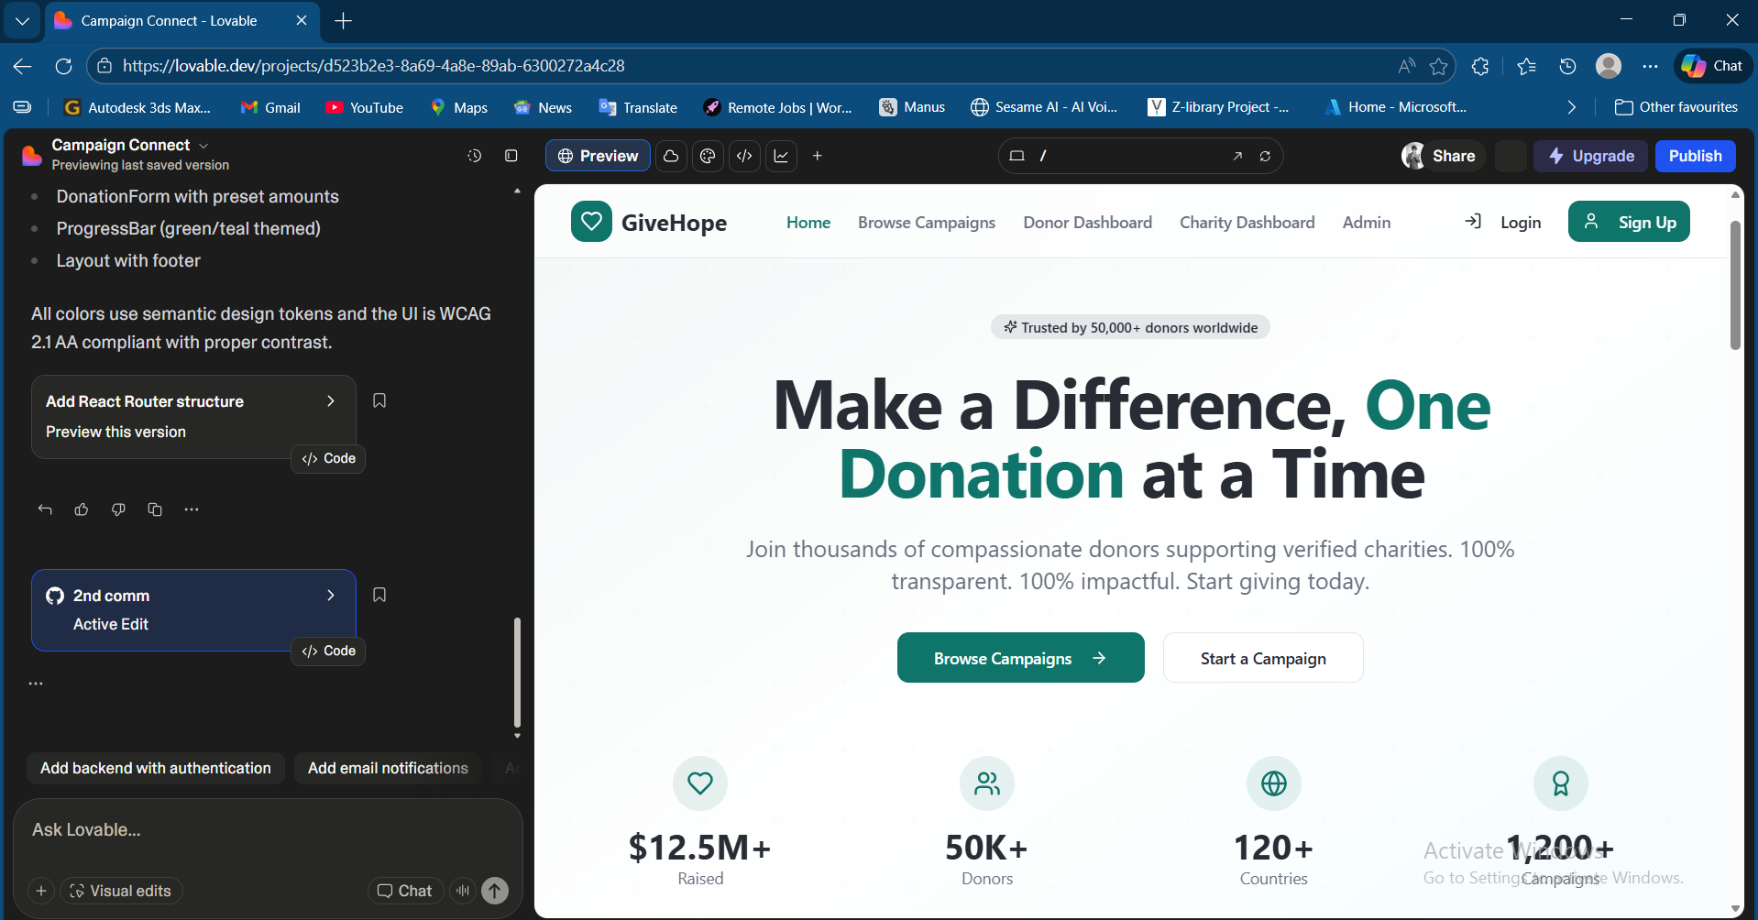 Campaign Connect - Lovable
https://lovable.dev/projects/d523b2e3-8a69-4a8e-89ab-6300272a4c28
Chat
Autodesk 3ds Max...
Gmail
YouTube
Maps
News
Translate
Remote Jobs | Wor...
Manus
Sesame AI - AI Voi...
Z-library Project -...
Home - Microsoft...
Other favourites
Campaign Connect
Previewing last saved version
Preview
/
Share
Upgrade
Publish
DonationForm with preset amounts
ProgressBar (green/teal themed)
Layout with footer
All colors use semantic design tokens and the UI is WCAG
2.1 AA compliant with proper contrast.
Add React Router structure
Preview this version
Code
2nd comm
Active Edit
Code
...
Add backend with authentication
Add email notifications
Ask Lovable...
Visual edits
Chat
GiveHope
Home
Browse Campaigns
Donor Dashboard
Charity Dashboard
Admin
Login
Sign Up
Trusted by 50,000+ donors worldwide
Make a Difference, One
Donation at a Time
Join thousands of compassionate donors supporting verified charities. 100%
transparent. 100% impactful. Start giving today.
Browse Campaigns
Start a Campaign
$12.5M+
Raised
50K+
Donors
120+
Countries
1,200+
Campaigns
Activate Windows
Go to Settings to activate Windows.